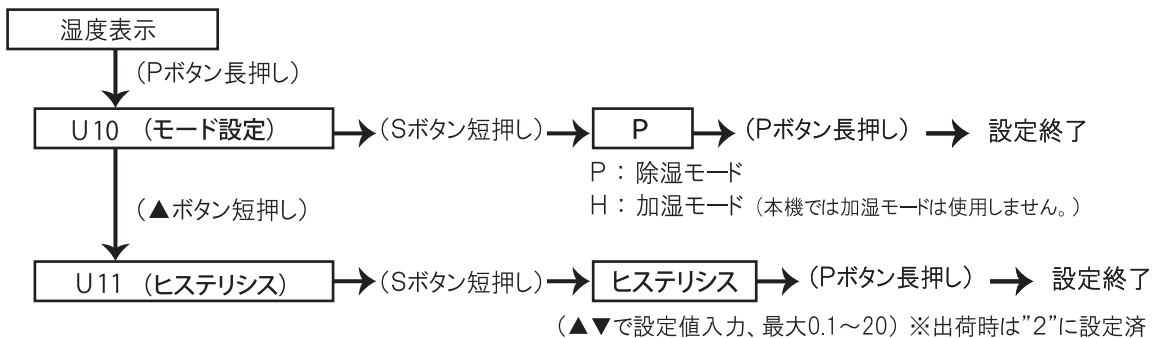 湿度表示
(Pボタン長押し)
U10 (モード設定) (Sボタン短押し) P (Pボタン長押し) 設定終了
P：除湿モード
H：加湿モード (本機では加湿モードは使用しません。)
(▲ボタン短押し)
U11 (ヒステリシス) (Sボタン短押し) ヒステリシス (Pボタン長押し) 設定終了
(▲▼で設定値入力、最大0.1～20) ※出荷時は”2”に設定済